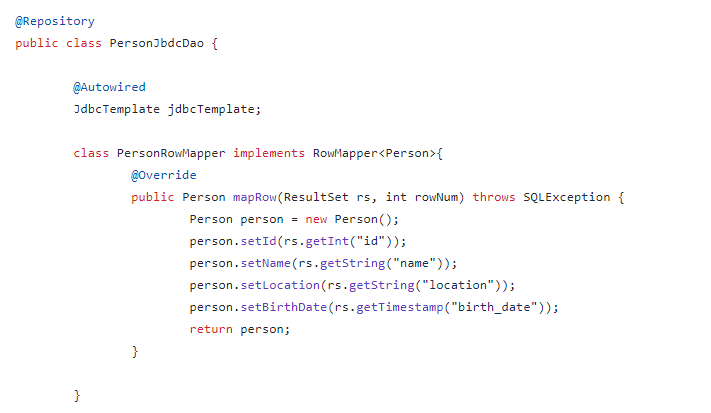 @Repository
public class PersonJbdcDao {
@Autowired
JdbcTemplate jdbcTemplate;
class PersonRowMapper implements RowMapper<Person>{
@Override
public Person mapRow(ResultSet rs, int rowNum) throws SQLException {
Person person = new Person();
person.setId(rs.getInt("id"));
person.setName(rs.getString("name"));
person.setLocation(rs.getString("location"));
person.setBirthDate(rs.getTimestamp("birth_date"));
return person;
}
}